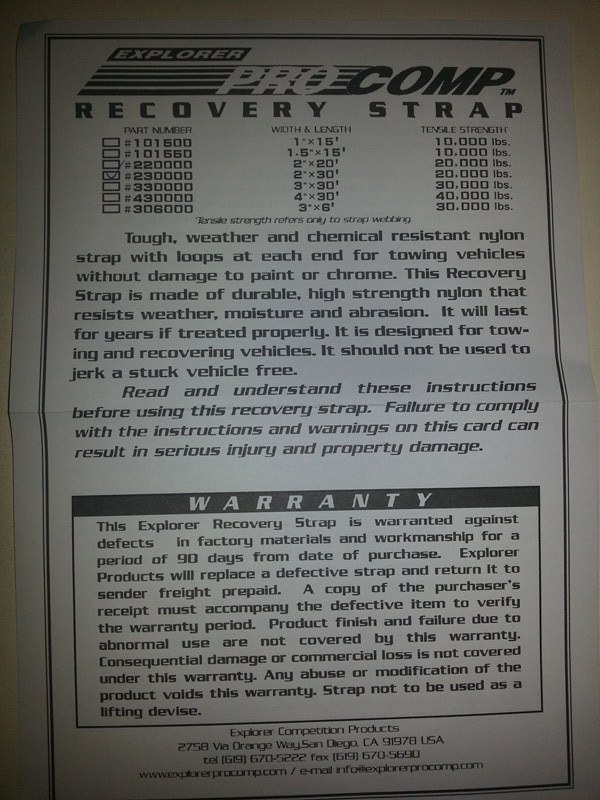 EXPLORER
PRO COMP TM
RECOVERY STRAP
PART NUMBER WIDTH & LENGTH TENSILE STRENGTH*
#101500 1"x15' 10,000 lbs.
#101550 1.5"x15' 10,000 lbs.
#220000 2"x20' 20,000 lbs.
#230000 2"x30' 20,000 lbs.
#330000 3"x30' 30,000 lbs.
#430000 4"x30' 40,000 lbs.
#306000 3"x6' 30,000 lbs.
*Tensile strength refers only to strap webbing.
Tough, weather and chemical resistant nylon
strap with loops at each end for towing vehicles
without damage to paint or chrome. This Recovery
Strap is made of durable, high strength nylon that
resists weather, moisture and abrasion. It will last
for years if treated properly. It is designed for tow-
ing and recovering vehicles. It should not be used to
jerk a stuck vehicle free.
Read and understand these instructions
before using this recovery strap. Failure to comply
with the instructions and warnings on this card can
result in serious injury and property damage.
WARRANTY
This Explorer Recovery Strap is warranted against
defects in factory materials and workmanship for a
period of 90 days from date of purchase. Explorer
Products will replace a defective strap and return it to
sender freight prepaid. A copy of the purchaser's
receipt must accompany the defective item to verify
the warranty period. Product finish and failure due to
abnormal use are not covered by this warranty.
Consequential damage or commercial loss is not covered
under this warranty. Any abuse or modification of the
product voids this warranty. Strap not to be used as a
lifting devise.
Explorer Competition Products
2758 Via Orange Way,San Diego, CA 91978 USA
tel (619) 670-5222 fax (619) 670-5690
www.explorerprocomp.com / e-mail info@explorerprocomp.com